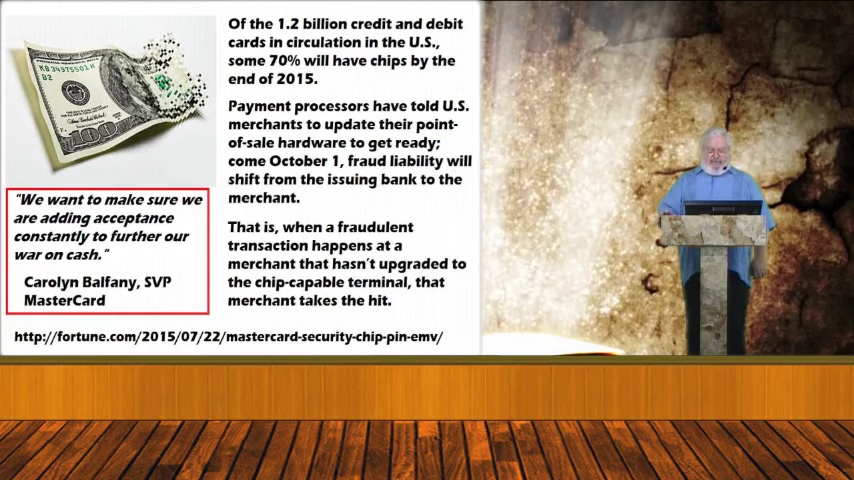 Of the 1.2 billion credit and debit
cards in circulation in the U.S.,
some 70% will have chips by the
end of 2015.
Payment processors have told U.S.
merchants to update their point-
of-sale hardware to get ready;
come October 1, fraud liability will
shift from the issuing bank to the
merchant.
That is, when a fraudulent
transaction happens at a
merchant that hasn't upgraded to
the chip-capable terminal, that
merchant takes the hit.
"We want to make sure we
are adding acceptance
constantly to further our
war on cash."
Carolyn Balfany, SVP
MasterCard
http://fortune.com/2015/07/22/mastercard-security-chip-pin-emv/
100